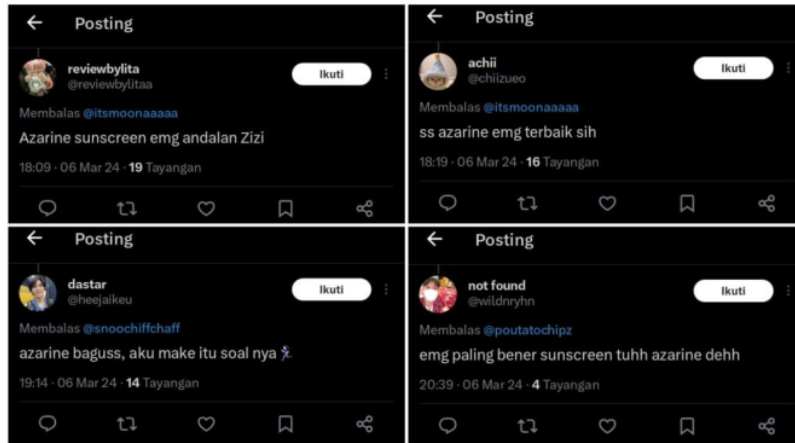 Posting
reviewbylita
@reviewbylitaa
Ikuti
Membalas @itsmoonaaaaa
Azarine sunscreen emg andalan Zizi
18:09 · 06 Mar 24 · 19 Tayangan
Posting
achii
@chiizueo
Ikuti
Membalas @itsmoonaaaaa
ss azarine emg terbaik sih
18:19 · 06 Mar 24 · 16 Tayangan
Posting
dastar
@heejaikeu
Ikuti
Membalas @snoochiffchaff
azarine baguss, aku make itu soal nya 🏃‍♀️
19:14 · 06 Mar 24 · 14 Tayangan
Posting
not found
@wildnryhn
Ikuti
Membalas @poutatochipz
emg paling bener sunscreen tuhh azarine dehh
20:39 · 06 Mar 24 · 4 Tayangan